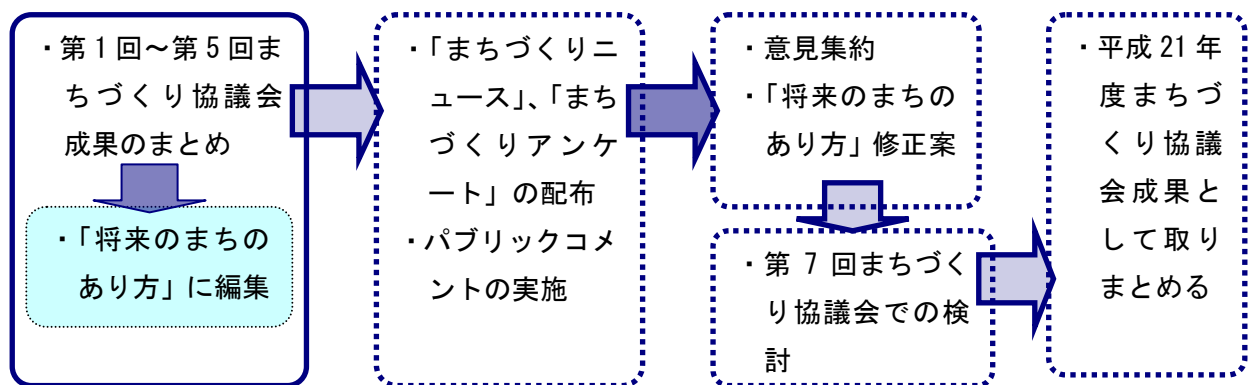 ・第1回～第5回ま
ちづくり協議会
成果のまとめ
・「将来のまちの
あり方」に編集
・「まちづくりニ
ュース」、「まち
づくりアンケ
ート」の配布
・パブリックコメ
ントの実施
・意見集約
・「将来のまちの
あり方」修正案
・第7回まちづく
り協議会での検
討
・平成21年
度まちづ
くり協議
会成果と
して取り
まとめる